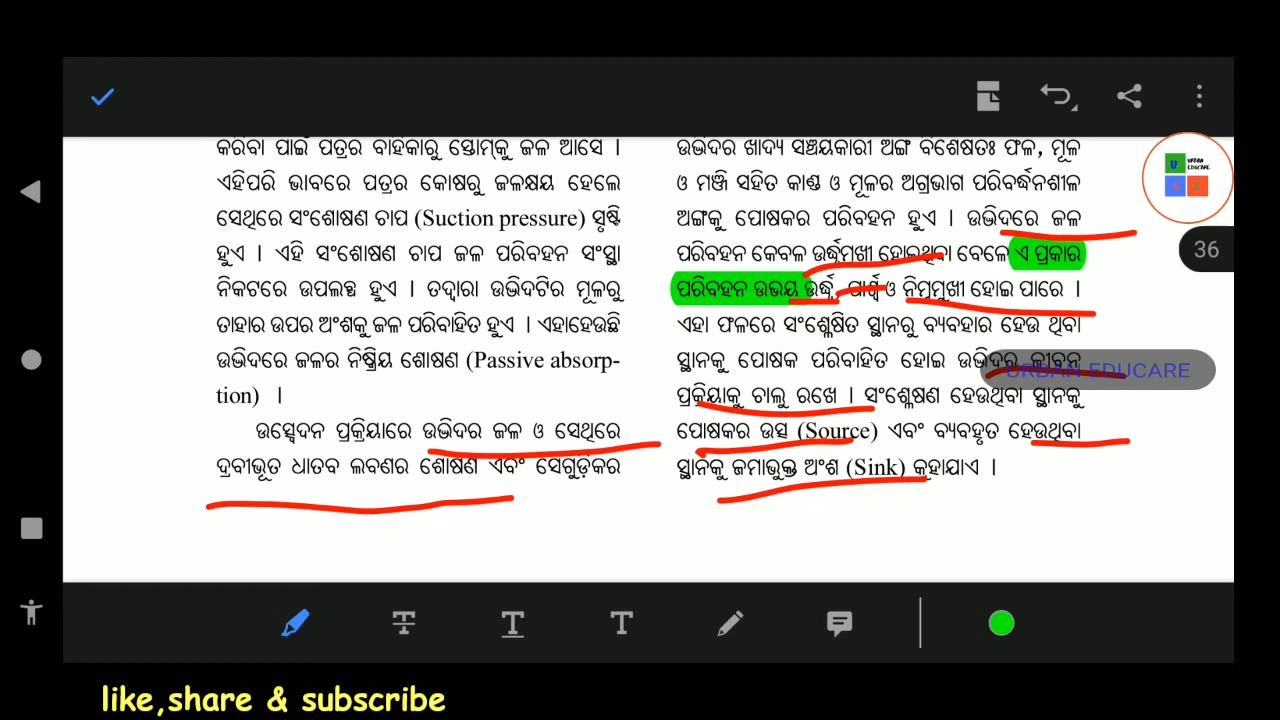 କରିବା ପାଇଁ ପତ୍ରର ବାହିକାରୁ ସ୍ତୋମ୍‌କୁ ଜଳ ଆସେ ।
ଏହିପରି ଭାବରେ ପତ୍ରର କୋଷରୁ ଜଳକ୍ଷୟ ହେଲେ
ସେଥିରେ ସଂଶୋଷଣ ଚାପ (Suction pressure) ସୃଷ୍ଟି
ହୁଏ । ଏହି ସଂଶୋଷଣ ଚାପ ଜଳ ପରିବହନ ସଂସ୍ଥା
ନିକଟରେ ଉପଲବ୍ଧ ହୁଏ । ତଦ୍ୱାରା ଉଦ୍ଭିଦଟିର ମୂଳରୁ
ତାହାର ଉପର ଅଂଶକୁ ଜଳ ପରିବାହିତ ହୁଏ । ଏହାହେଉଛି
ଉଦ୍ଭିଦରେ ଜଳର ନିଷ୍କ୍ରିୟ ଶୋଷଣ (Passive absorp-
tion) ।
ଉତ୍ସ୍ୱେଦନ ପ୍ରକ୍ରିୟାରେ ଉଦ୍ଭିଦର ଜଳ ଓ ସେଥିରେ
ଦ୍ରବୀଭୂତ ଧାତବ ଲବଣର ଶୋଷଣ ଏବଂ ସେଗୁଡ଼ିକର
ଉଦ୍ଭିଦର ଖାଦ୍ୟ ସଞ୍ଚୟକାରୀ ଅଙ୍ଗ ବିଶେଷତଃ ଫଳ, ମୂଳ
ଓ ମଞ୍ଜି ସହିତ କାଣ୍ଡ ଓ ମୂଳର ଅଗ୍ରଭାଗ ପରିବର୍ଦ୍ଧନଶୀଳ
ଅଙ୍ଗକୁ ପୋଷକର ପରିବହନ ହୁଏ । ଉଦ୍ଭିଦରେ ଜଳ
ପରିବହନ କେବଳ ଉର୍ଦ୍ଧ୍ୱମୁଖୀ ହୋଇଥିବା ବେଳେ ଏ ପ୍ରକାର
ପରିବହନ ଉଭୟ ଉର୍ଦ୍ଧ୍ୱ, ପାର୍ଶ୍ୱ ଓ ନିମ୍ନମୁଖୀ ହୋଇ ପାରେ ।
ଏହା ଫଳରେ ସଂଶ୍ଳେଷିତ ସ୍ଥାନରୁ ବ୍ୟବହାର ହେଉ ଥିବା
ସ୍ଥାନକୁ ପୋଷକ ପରିବାହିତ ହୋଇ ଉଦ୍ଭିଦର ଜୀବନ
ପ୍ରକ୍ରିୟାକୁ ଚାଲୁ ରଖେ । ସଂଶ୍ଳେଷଣ ହେଉଥିବା ସ୍ଥାନକୁ
ପୋଷକର ଉତ୍ସ (Source) ଏବଂ ବ୍ୟବହୃତ ହେଉଥିବା
ସ୍ଥାନକୁ ଜମାଭୁକ୍ତ ଅଂଶ (Sink) କୁହାଯାଏ ।
URBAN EDUCARE
36
URBAN EDUCARE
like,share & subscribe